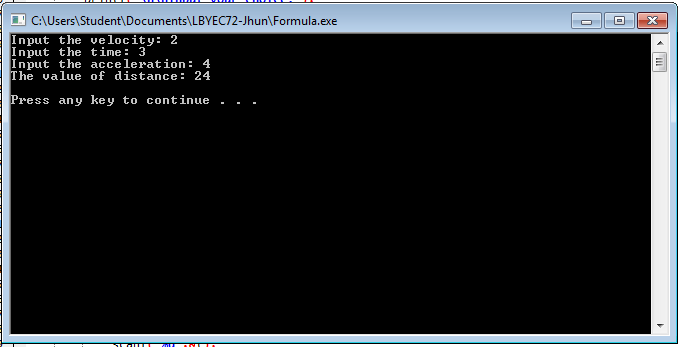 C:\Users\Student\Documents\LBYEC72-Jhun\Formula.exe
Input the velocity: 2
Input the time: 3
Input the acceleration: 4
The value of distance: 24
Press any key to continue . . .